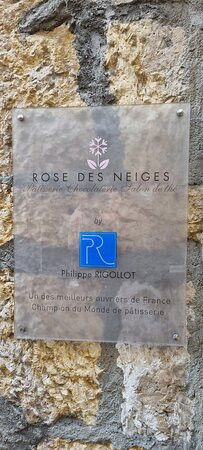 ROSE DES NEIGES
Pâtisserie Chocolaterie Salon de thé
by
PR
Philippe RIGOLLOT
Un des meilleurs ouvriers de France
Champion du Monde de pâtisserie